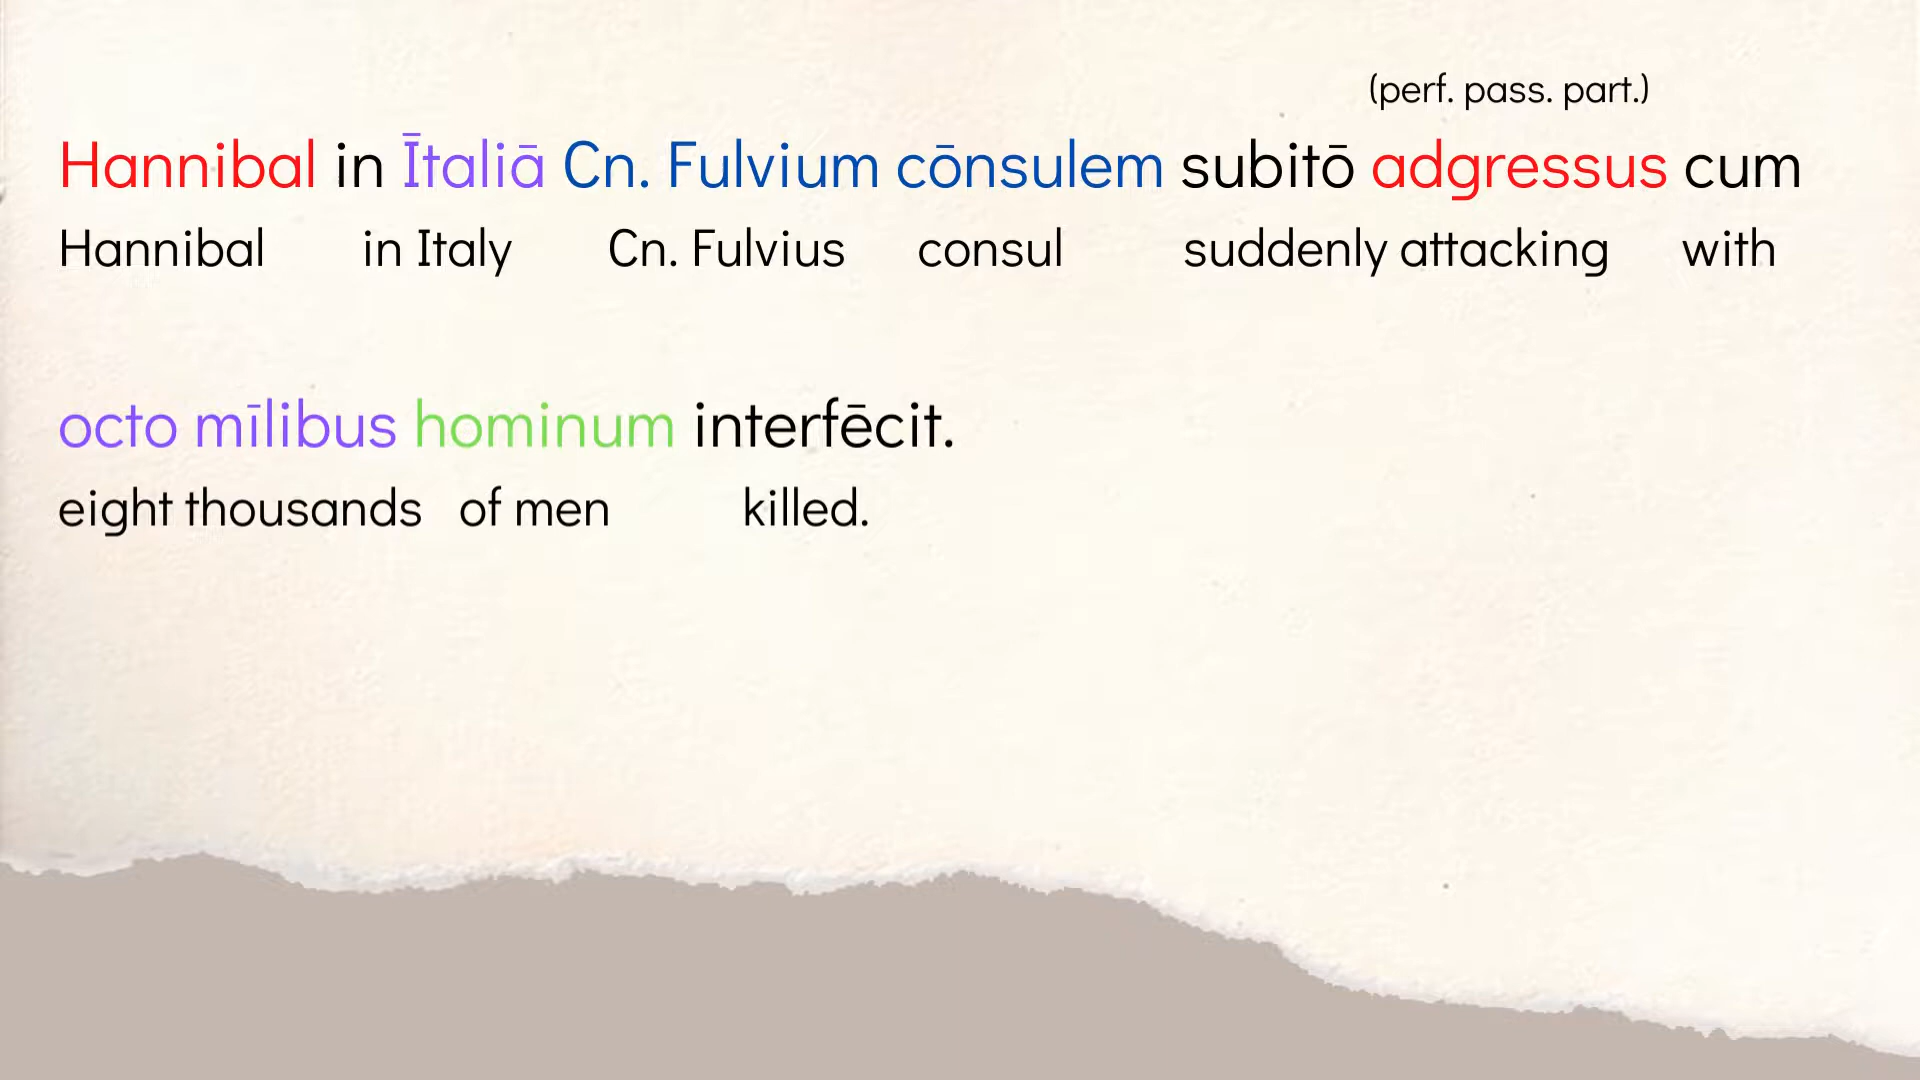 (perf. pass. part.)
Hannibal in Ītaliā Cn. Fulvium cōnsulem subitō adgressus cum
Hannibal in Italy Cn. Fulvius consul suddenly attacking with
octo mīlibus hominum interfēcit.
eight thousands of men killed.